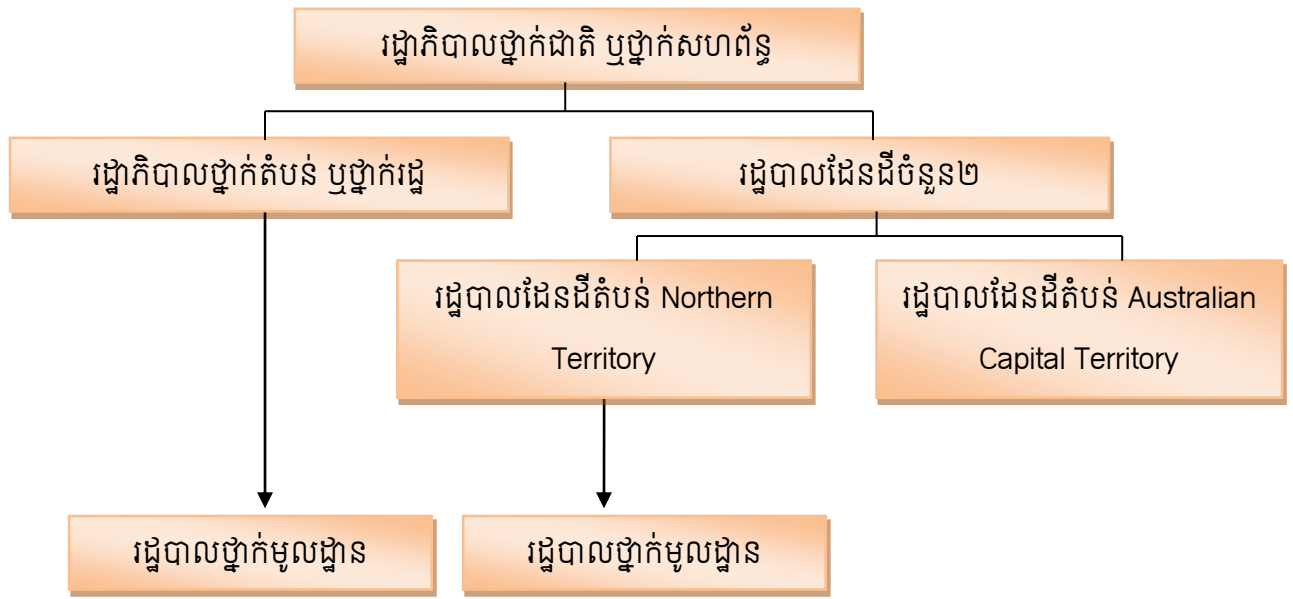 រដ្ឋាភិបាលថ្នាក់ជាតិ ឬថ្នាក់សហព័ន្ធ
រដ្ឋាភិបាលថ្នាក់តំបន់ ឬថ្នាក់រដ្ឋ
រដ្ឋបាលដែនដីចំនួន២
រដ្ឋបាលដែនដីតំបន់ Northern
Territory
រដ្ឋបាលដែនដីតំបន់ Australian
Capital Territory
រដ្ឋបាលថ្នាក់មូលដ្ឋាន
រដ្ឋបាលថ្នាក់មូលដ្ឋាន